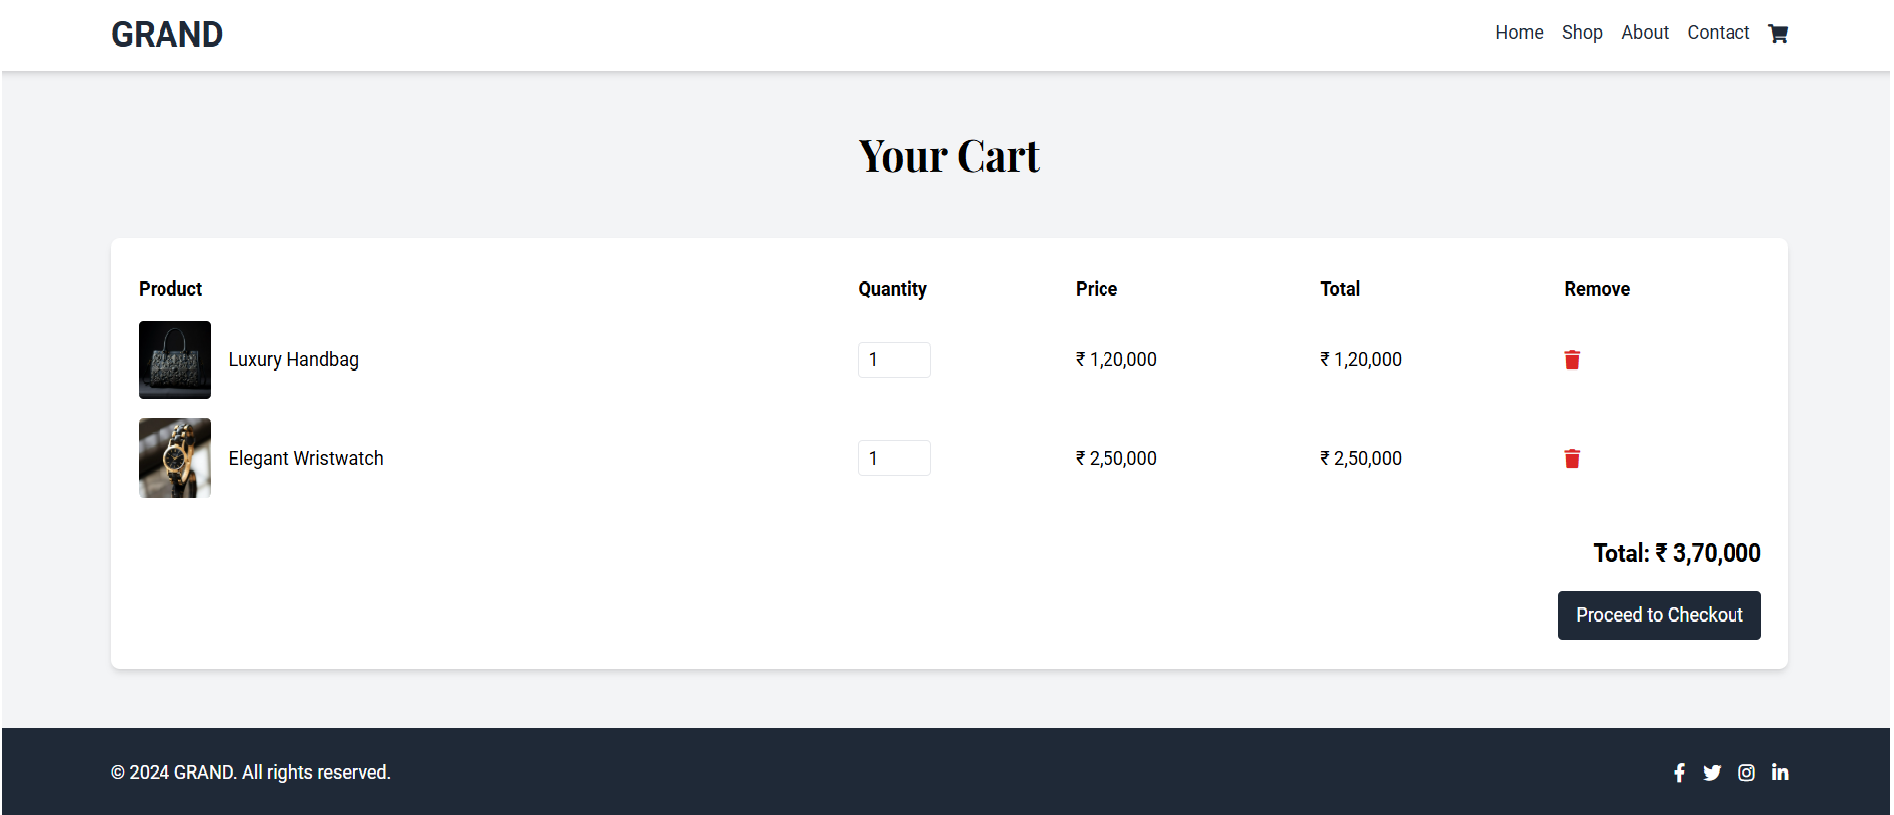 GRAND
Home Shop About Contact
Your Cart
Product Quantity Price Total Remove
Luxury Handbag 1 ₹ 1,20,000 ₹ 1,20,000
Elegant Wristwatch 1 ₹ 2,50,000 ₹ 2,50,000
Total: ₹ 3,70,000
Proceed to Checkout
© 2024 GRAND. All rights reserved.